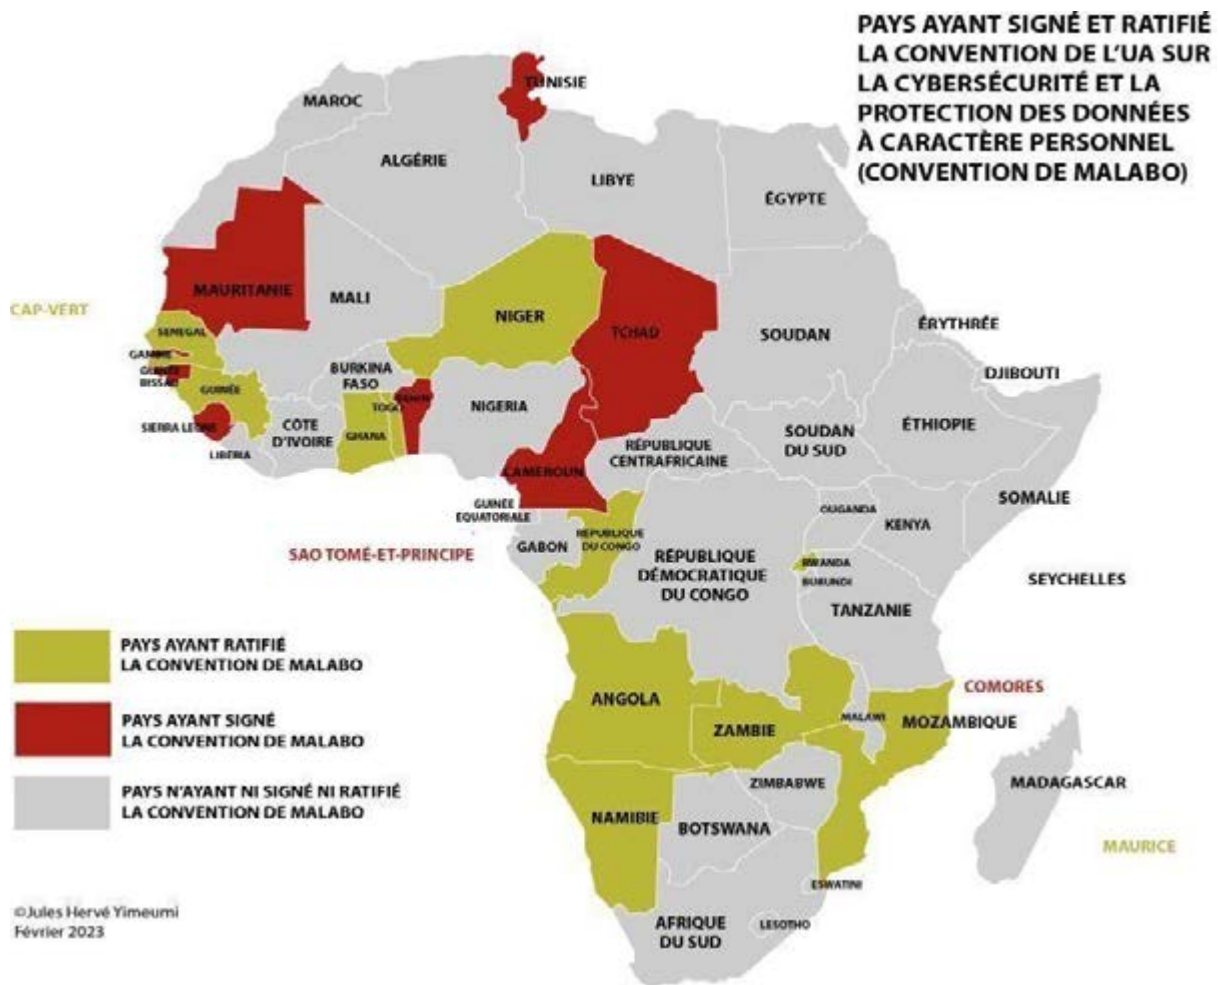 PAYS AYANT SIGNÉ ET RATIFIÉ
LA CONVENTION DE L'UA SUR
LA CYBERSÉCURITÉ ET LA
PROTECTION DES DONNÉES
À CARACTÈRE PERSONNEL
(CONVENTION DE MALABO)
TUNISIE
MAROC
ALGÉRIE
LIBYE
ÉGYPTE
MAURITANIE
MALI
NIGER
TCHAD
SOUDAN
ÉRYTHRÉE
CAP-VERT
SENEGAL
GAMBIE
GUINÉE
BISSAO
GUINÉE
SIERRA LEONE
LIBÉRIA
CÔTE
D'IVOIRE
BURKINA
FASO
GHANA
TOGO
BENIN
NIGERIA
CAMEROUN
RÉPUBLIQUE
CENTRAFRICAINE
SOUDAN
DU SUD
ÉTHIOPIE
DJIBOUTI
SOMALIE
GUINÉE
ÉQUATORIALE
SAO TOMÉ-ET-PRINCIPE
GABON
RÉPUBLIQUE
DU CONGO
RÉPUBLIQUE
DÉMOCRATIQUE
DU CONGO
OUGANDA
KENYA
RWANDA
BURUNDI
TANZANIE
SEYCHELLES
COMORES
ANGOLA
ZAMBIE
MALAWI
MOZAMBIQUE
MADAGASCAR
MAURICE
ZIMBABWE
NAMIBIE
BOTSWANA
ESWATINI
LESOTHO
AFRIQUE
DU SUD
PAYS AYANT RATIFIÉ
LA CONVENTION DE MALABO
PAYS AYANT SIGNÉ
LA CONVENTION DE MALABO
PAYS N'AYANT NI SIGNÉ NI RATIFIÉ
LA CONVENTION DE MALABO
©Jules Hervé Yimeumi
Février 2023